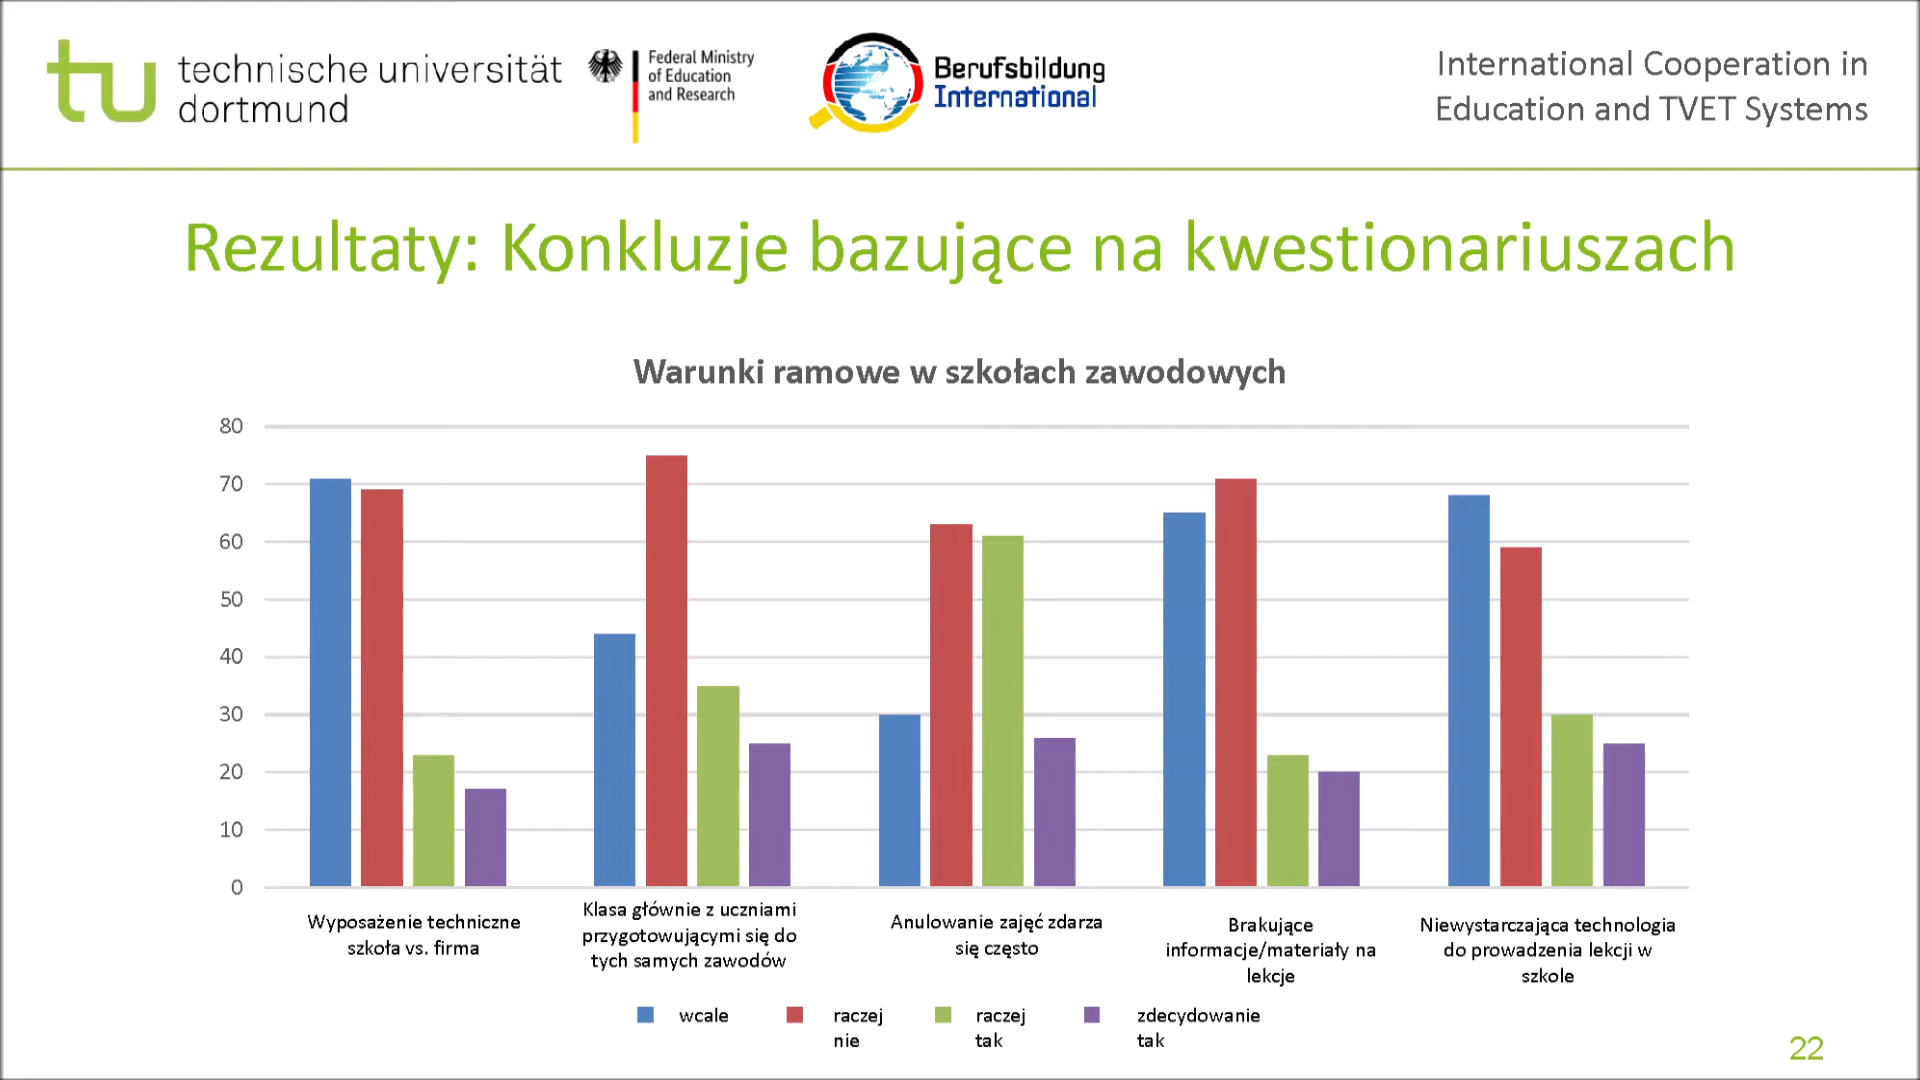 technische universität
dortmund
Federal Ministry
of Education
and Research
Berufsbildung
International
International Cooperation in
Education and TVET Systems
Rezultaty: Konkluzje bazujące na kwestionariuszach
Warunki ramowe w szkołach zawodowych
80
70
60
50
40
30
20
10
0
Wyposażenie techniczne
szkoła vs. firma
Klasa głównie z uczniami
przygotowującymi się do
tych samych zawodów
Anulowanie zajęć zdarza
się często
Brakujące
informacje/materiały na
lekcje
Niewystarczająca technologia
do prowadzenia lekcji w
szkole
wcale
raczej
nie
raczej
tak
zdecydowanie
tak
22